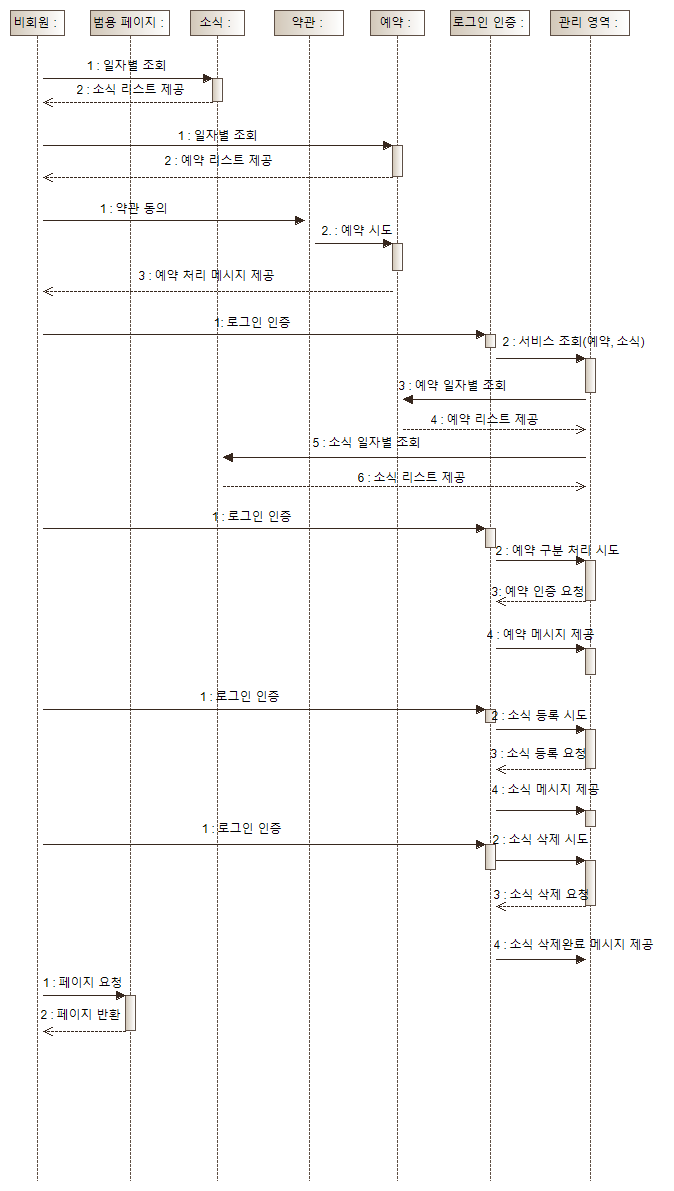 비회원 :
범용 페이지 :
소식 :
약관 :
예약 :
로그인 인증 :
관리 영역 :
1 : 일자별 조회
2 : 소식 리스트 제공
1 : 일자별 조회
2 : 예약 리스트 제공
1 : 약관 동의
2. : 예약 시도
3 : 예약 처리 메시지 제공
1: 로그인 인증
2 : 서비스 조회(예약, 소식)
3 : 예약 일자별 조회
4 : 예약 리스트 제공
5 : 소식 일자별 조회
6 : 소식 리스트 제공
1 : 로그인 인증
2 : 예약 구분 처리 시도
3: 예약 인증 요청
4 : 예약 메시지 제공
1 : 로그인 인증
2 : 소식 등록 시도
3 : 소식 등록 요청
4 : 소식 메시지 제공
1 : 로그인 인증
2 : 소식 삭제 시도
3 : 소식 삭제 요청
4 : 소식 삭제완료 메시지 제공
1 : 페이지 요청
2 : 페이지 반환